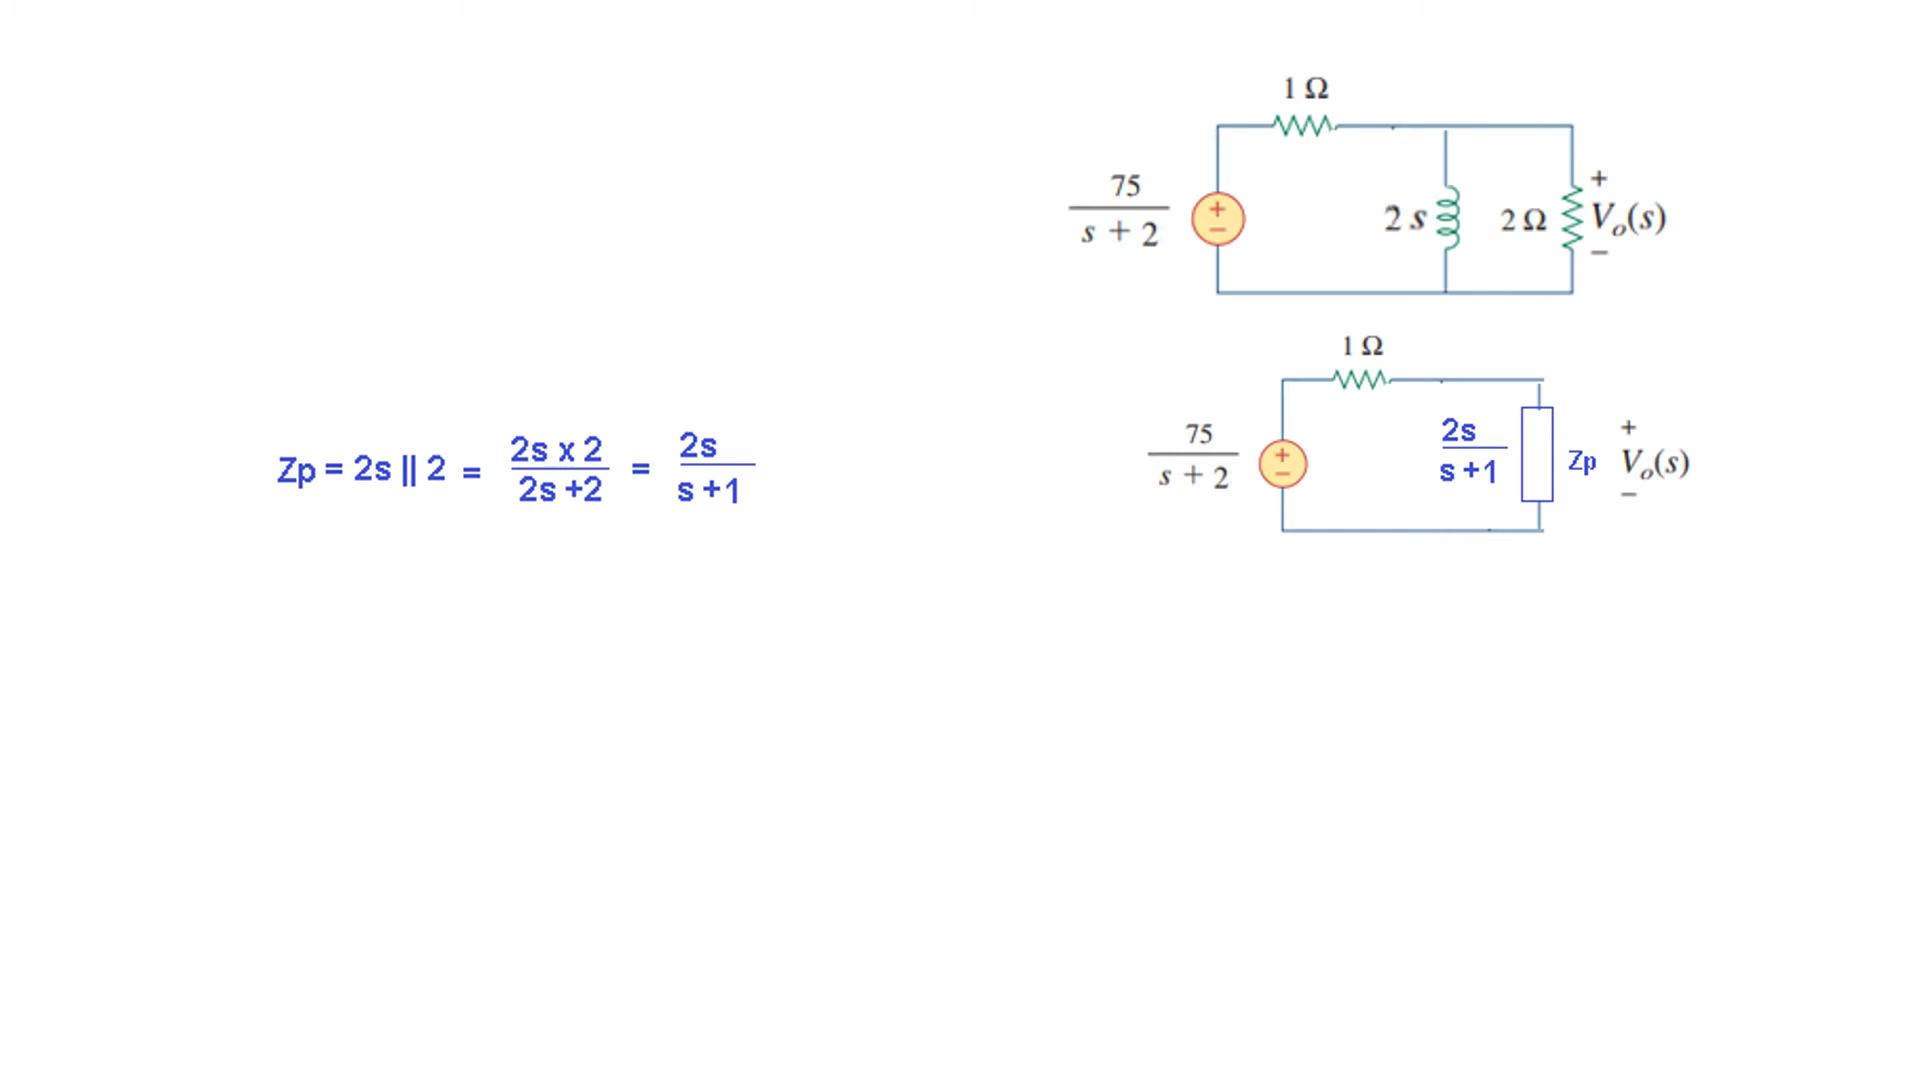 1 Ω
75
s + 2
+
−
2 s
2 Ω
+
Vo(s)
−
1 Ω
75
s + 2
+
−
2s
s +1
Zp
+
Vo(s)
−
Zp = 2s || 2 = 2s x 2 / 2s +2 = 2s / s +1